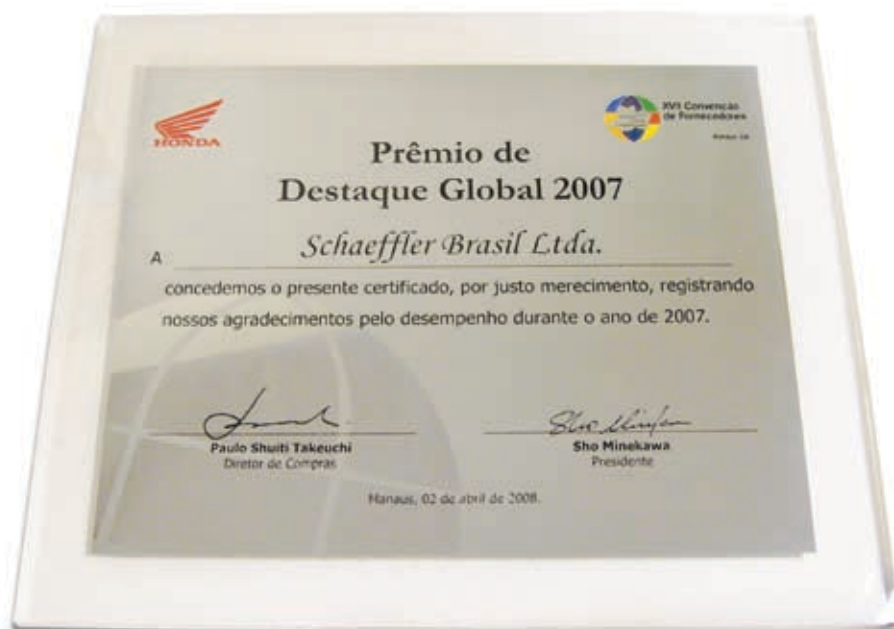 HONDA
XVI Convenção
de Fornecedores
Prêmio de
Destaque Global 2007
A Schaeffler Brasil Ltda.
concedemos o presente certificado, por justo merecimento, registrando
nossos agradecimentos pelo desempenho durante o ano de 2007.
Paulo Shuiti Takeuchi
Diretor de Compras
Sho Minekawa
Presidente
Manaus, 02 de abril de 2008.